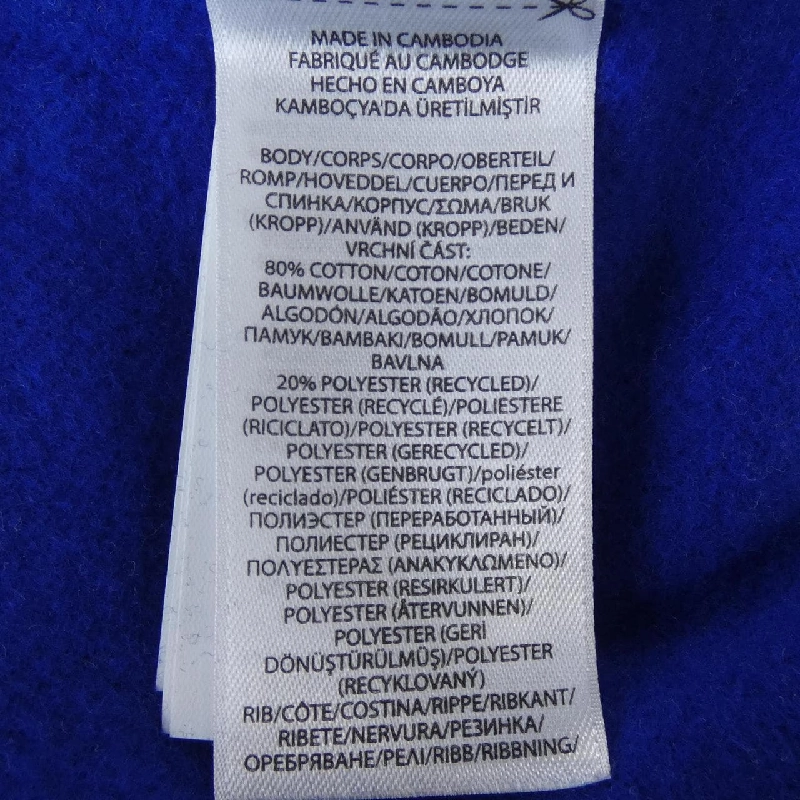 MADE IN CAMBODIA
FABRIQUÉ AU CAMBODGE
HECHO EN CAMBOYA
KAMBOÇYA'DA ÜRETİLMİŞTİR
BODY/CORPS/CORPO/OBERTEIL/
ROMP/HOVEDDEL/CUERPO/ПЕРЕД И
СПИНКА/КОРПУС/ΣΩΜΑ/BRUK
(KROPP)/ANVÄND (KROPP)/BEDEN/
VRCHNÍ ČÁST:
80% COTTON/COTON/COTONE/
BAUMWOLLE/KATOEN/BOMULD/
ALGODÓN/ALGODÃO/ХЛОПОК/
ПАМУК/ΒΑΜΒΑΚΙ/BOMULL/PAMUK/
BAVLNA
20% POLYESTER (RECYCLED)/
POLYESTER (RECYCLÉ)/POLIESTERE
(RICICLATO)/POLYESTER (RECYCELT)/
POLYESTER (GERECYCLED)/
POLYESTER (GENBRUGT)/poliéster
(reciclado)/POLIÉSTER (RECICLADO)/
ПОЛИЭСТЕР (ПЕРЕРАБОТАННЫЙ)/
ПОЛИЕСТЕР (РЕЦИКЛИРАН)/
ΠΟΛΥΕΣΤΕΡΑΣ (ΑΝΑΚΥΚΛΩΜΕΝΟ)/
POLYESTER (RESIRKULERT)/
POLYESTER (ÅTERVUNNEN)/
POLYESTER (GERİ
DÖNÜŞTÜRÜLMÜŞ)/POLYESTER
(RECYKLOVANÝ)
RIB/CÔTE/COSTINA/RIPPE/RIBKANT/
RIBETE/NERVURA/РЕЗИНКА/
ОРЕБРЯВАНЕ/ΡΕΛΙ/RIBB/RIBBNING/